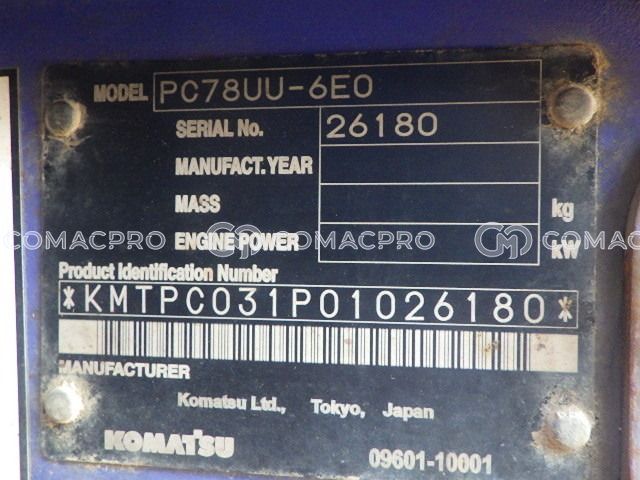 MODEL PC78UU-6E0
SERIAL No. 26180
MANUFACT.YEAR
MASS kg
ENGINE POWER kW
COMACPRO COMACPRO COMACPRO
Product Identification Number
*KMTPC031P01026180*
MANUFACTURER
Komatsu Ltd., Tokyo, Japan
KOMATSU 09601-10001